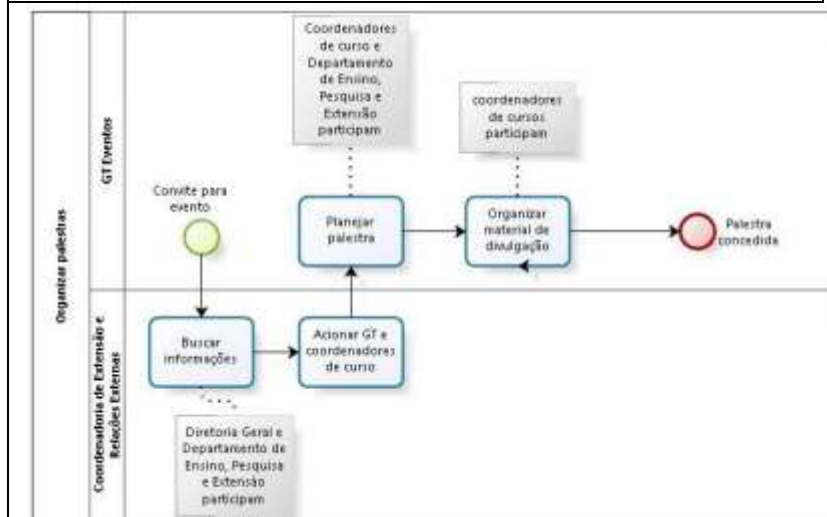 Organizar palestras
GT Eventos
Coordenadores
de curso e
Departamento
de Ensino,
Pesquisa e
Extensão
participam
coordenadores
de cursos
participam
Convite para
evento
Planejar
palestra
Organizar
material de
divulgação
Palestra
concedida
Coordenadoria de Extensão e
Relações Externas
Buscar
informações
Acionar GT e
coordenadores
de curso
Diretoria Geral e
Departamento de
Ensino, Pesquisa
e Extensão
participam